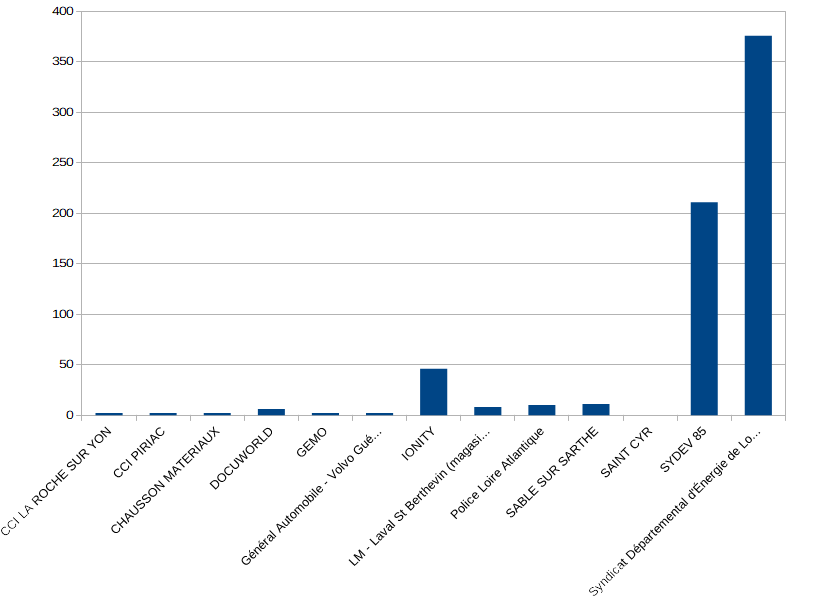 400
350
300
250
200
150
100
50
0
CCI LA ROCHE SUR YON
CCI PIRIAC
CHAUSSON MATERIAUX
DOCUWORLD
GEMO
Général Automobile - Volvo Gué...
IONITY
LM - Laval St Berthevin (magasi...
Police Loire Atlantique
SABLE SUR SARTHE
SAINT CYR
SYDEV 85
Syndicat Départemental d'Énergie de Lo...